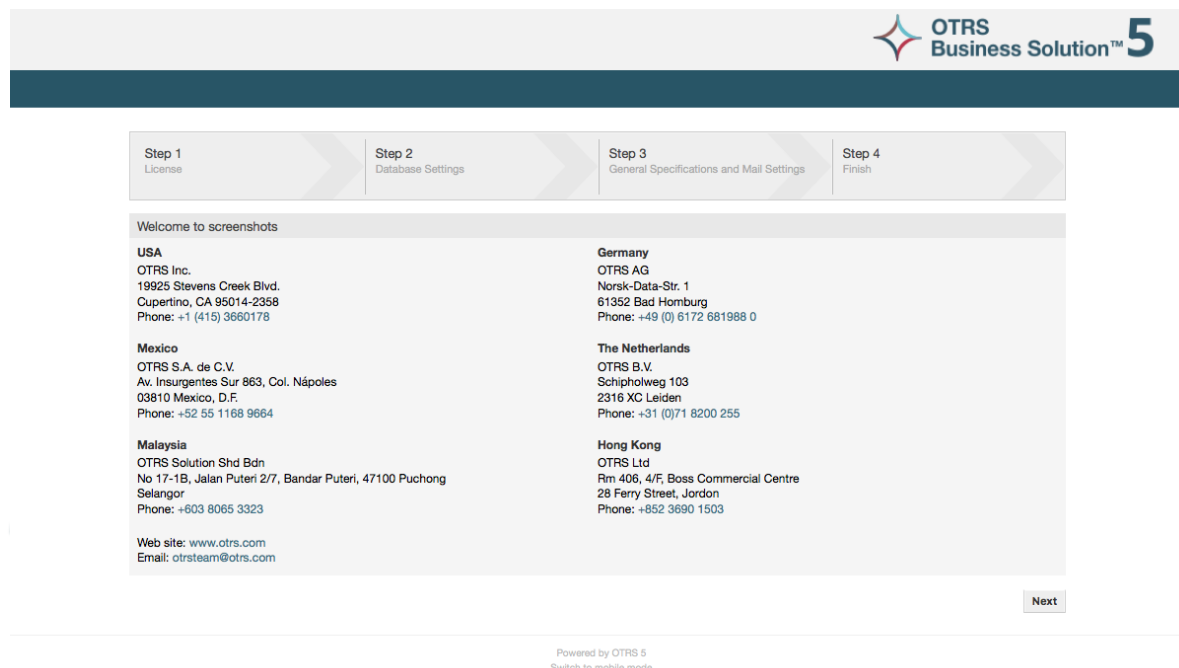 OTRS
Business Solution™ 5
Step 1
License
Step 2
Database Settings
Step 3
General Specifications and Mail Settings
Step 4
Finish
Welcome to screenshots
USA
OTRS Inc.
19925 Stevens Creek Blvd.
Cupertino, CA 95014-2358
Phone: +1 (415) 3660178
Germany
OTRS AG
Norsk-Data-Str. 1
61352 Bad Homburg
Phone: +49 (0) 6172 681988 0
Mexico
OTRS S.A. de C.V.
Av. Insurgentes Sur 863, Col. Nápoles
03810 Mexico, D.F.
Phone: +52 55 1168 9664
The Netherlands
OTRS B.V.
Schipholweg 103
2316 XC Leiden
Phone: +31 (0)71 8200 255
Malaysia
OTRS Solution Shd Bdn
No 17-1B, Jalan Puteri 2/7, Bandar Puteri, 47100 Puchong
Selangor
Phone: +603 8065 3323
Hong Kong
OTRS Ltd
Rm 406, 4/F, Boss Commercial Centre
28 Ferry Street, Jordon
Phone: +852 3690 1503
Web site: www.otrs.com
Email: otrsteam@otrs.com
Next
Powered by OTRS 5
Switch to mobile mode